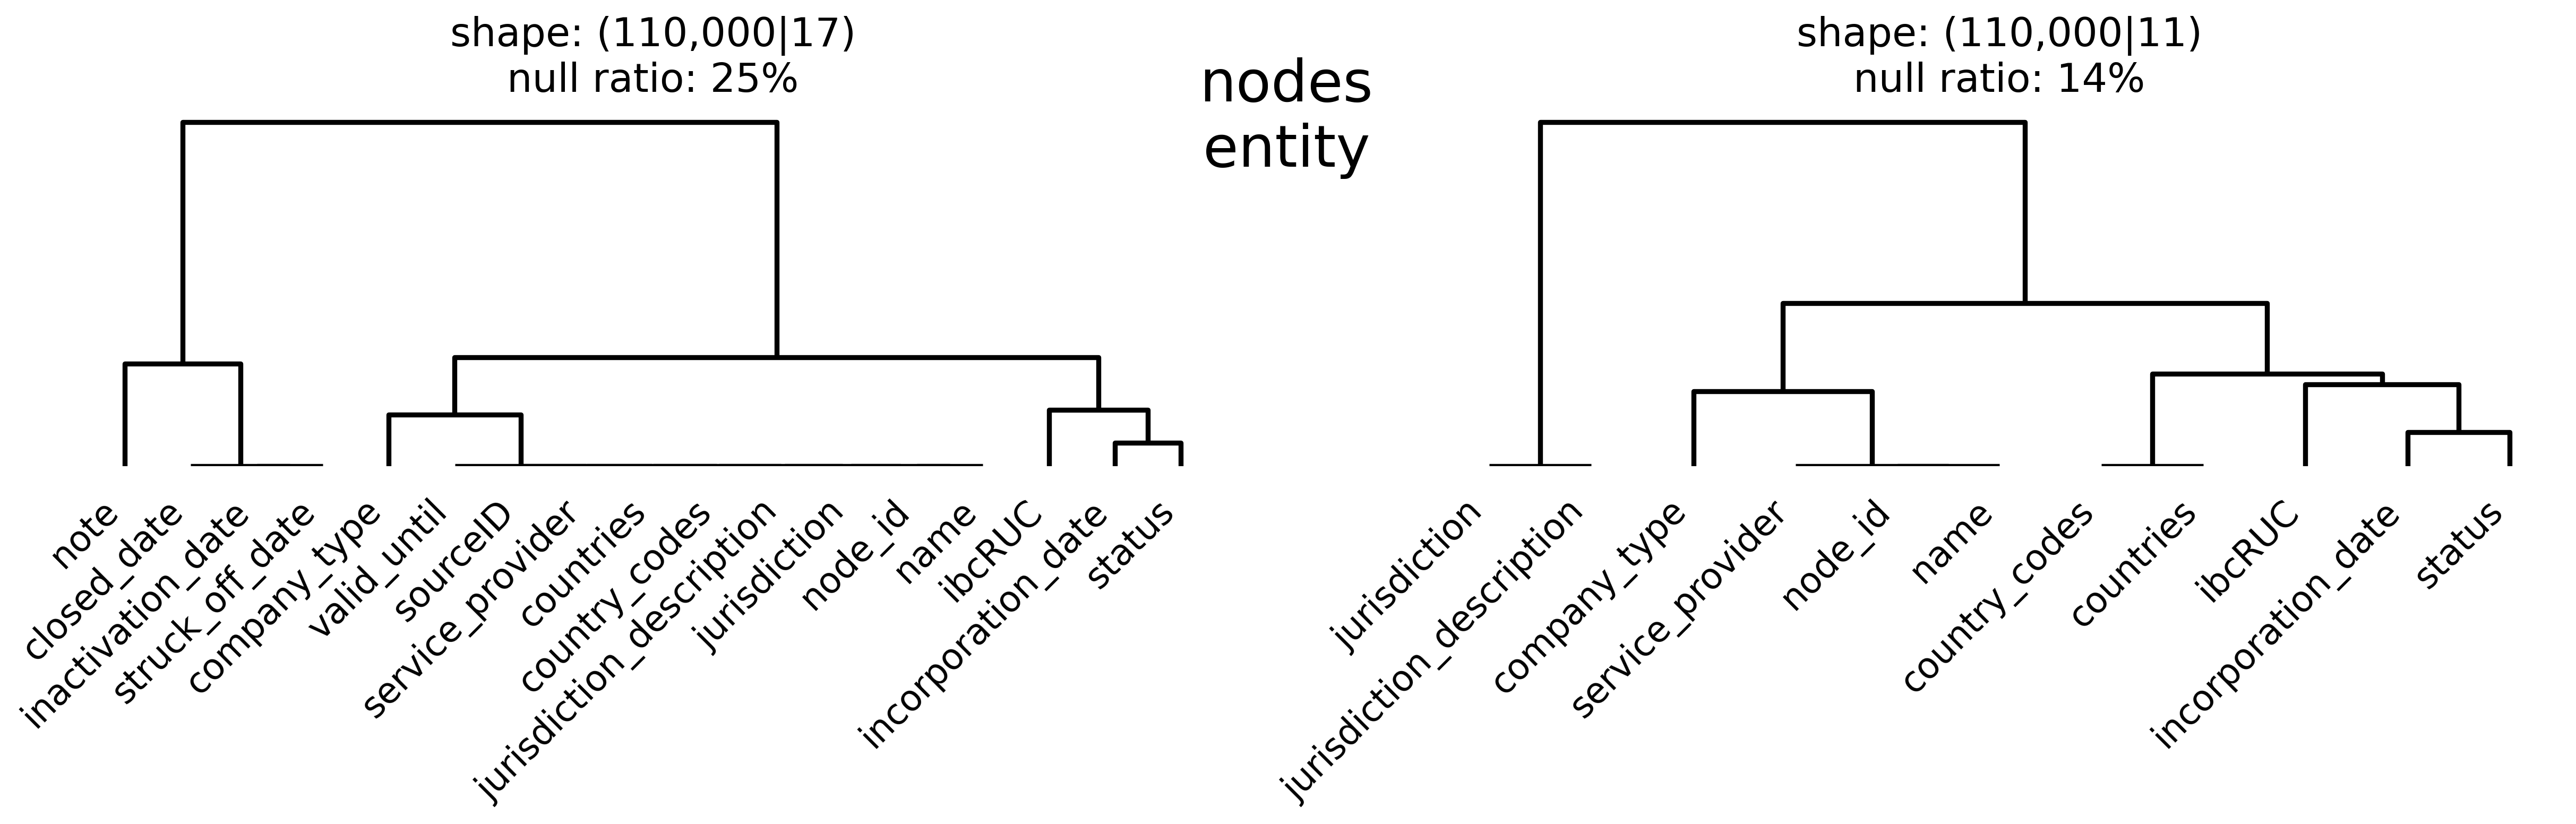 shape: (110,000|17)
null ratio: 25%
nodes
entity
shape: (110,000|11)
null ratio: 14%
note
closed_date
inactivation_date
struck_off_date
company_type
valid_until
sourceID
service_provider
countries
country_codes
jurisdiction_description
jurisdiction
node_id
name
ibcRUC
incorporation_date
status
jurisdiction
jurisdiction_description
company_type
service_provider
node_id
name
country_codes
countries
ibcRUC
incorporation_date
status